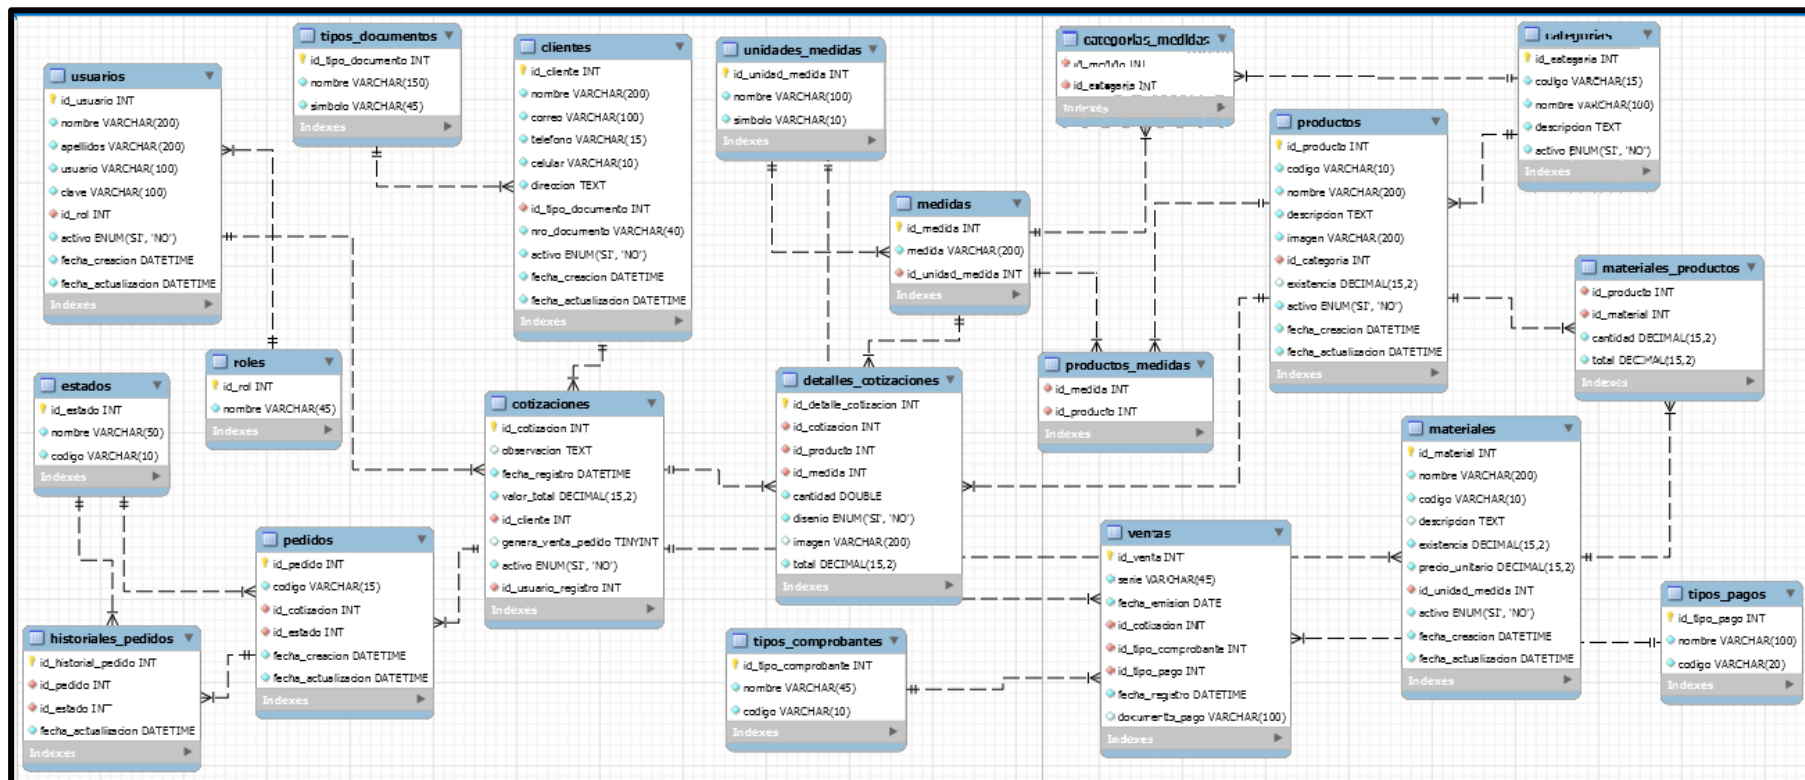 usuarios
id_usuario INT
nombre VARCHAR(200)
apellidos VARCHAR(200)
usuario VARCHAR(100)
clave VARCHAR(100)
id_rol INT
activo ENUM('SI', 'NO')
fecha_creacion DATETIME
fecha_actualizacion DATETIME
Indexes
tipos_documentos
id_tipo_documento INT
nombre VARCHAR(150)
simbolo VARCHAR(45)
Indexes
clientes
id_cliente INT
nombre VARCHAR(200)
correo VARCHAR(100)
telefono VARCHAR(15)
celular VARCHAR(10)
direccion TEXT
id_tipo_documento INT
nro_documento VARCHAR(40)
activo ENUM('SI', 'NO')
fecha_creacion DATETIME
fecha_actualizacion DATETIME
Indexes
unidades_medidas
id_unidad_medida INT
nombre VARCHAR(100)
simbolo VARCHAR(10)
Indexes
categorias_medidas
id_medida INT
id_categoria INT
Indexes
categorias
id_categoria INT
codigo VARCHAR(15)
nombre VARCHAR(100)
descripcion TEXT
activo ENUM('SI', 'NO')
Indexes
productos
id_producto INT
codigo VARCHAR(10)
nombre VARCHAR(200)
descripcion TEXT
imagen VARCHAR(200)
id_categoria INT
existencia DECIMAL(15,2)
activo ENUM('SI', 'NO')
fecha_creacion DATETIME
fecha_actualizacion DATETIME
Indexes
medidas
id_medida INT
medida VARCHAR(200)
id_unidad_medida INT
Indexes
materiales_productos
id_producto INT
id_material INT
cantidad DECIMAL(15,2)
total DECIMAL(15,2)
Indexes
roles
id_rol INT
nombre VARCHAR(45)
Indexes
estados
id_estado INT
nombre VARCHAR(50)
codigo VARCHAR(10)
Indexes
cotizaciones
id_cotizacion INT
observacion TEXT
fecha_registro DATETIME
valor_total DECIMAL(15,2)
id_cliente INT
genera_venta_pedido TINYINT
activo ENUM('SI', 'NO')
id_usuario_registro INT
Indexes
detalles_cotizaciones
id_detalle_cotizacion INT
id_cotizacion INT
id_producto INT
id_medida INT
cantidad DOUBLE
disenio ENUM('SI', 'NO')
imagen VARCHAR(200)
total DECIMAL(15,2)
Indexes
productos_medidas
id_medida INT
id_producto INT
Indexes
materiales
id_material INT
nombre VARCHAR(200)
codigo VARCHAR(10)
descripcion TEXT
existencia DECIMAL(15,2)
precio_unitario DECIMAL(15,2)
id_unidad_medida INT
activo ENUM('SI', 'NO')
fecha_creacion DATETIME
fecha_actualizacion DATETIME
Indexes
pedidos
id_pedido INT
codigo VARCHAR(15)
id_cotizacion INT
id_estado INT
fecha_creacion DATETIME
fecha_actualizacion DATETIME
Indexes
ventas
id_venta INT
serie VARCHAR(45)
fecha_emision DATE
id_cotizacion INT
id_tipo_comprobante INT
id_tipo_pago INT
fecha_registro DATETIME
documento_pago VARCHAR(100)
Indexes
tipos_pagos
id_tipo_pago INT
nombre VARCHAR(100)
codigo VARCHAR(20)
Indexes
historiales_pedidos
id_historial_pedido INT
id_pedido INT
id_estado INT
fecha_actualizacion DATETIME
Indexes
tipos_comprobantes
id_tipo_comprobante INT
nombre VARCHAR(45)
codigo VARCHAR(10)
Indexes